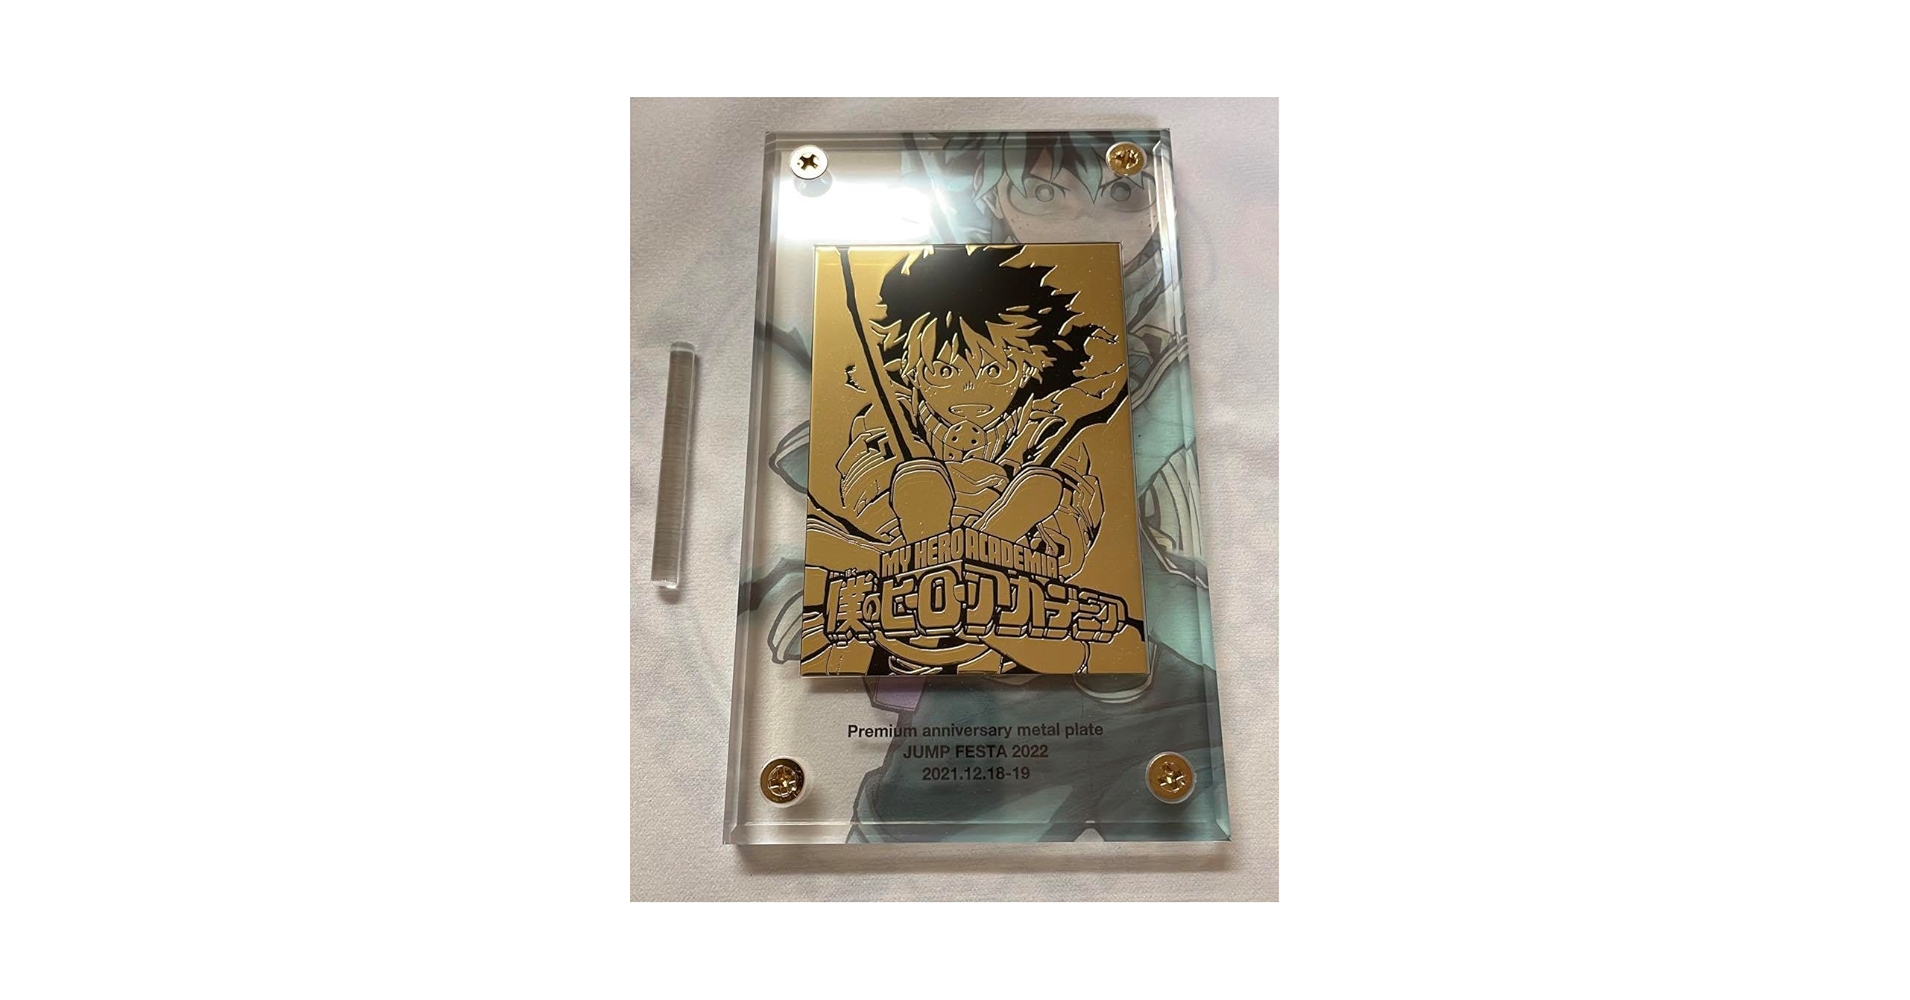 MY HERO ACADEMIA
僕のヒーローアカデミア
Premium anniversary metal plate
JUMP FESTA 2022
2021.12.18-19